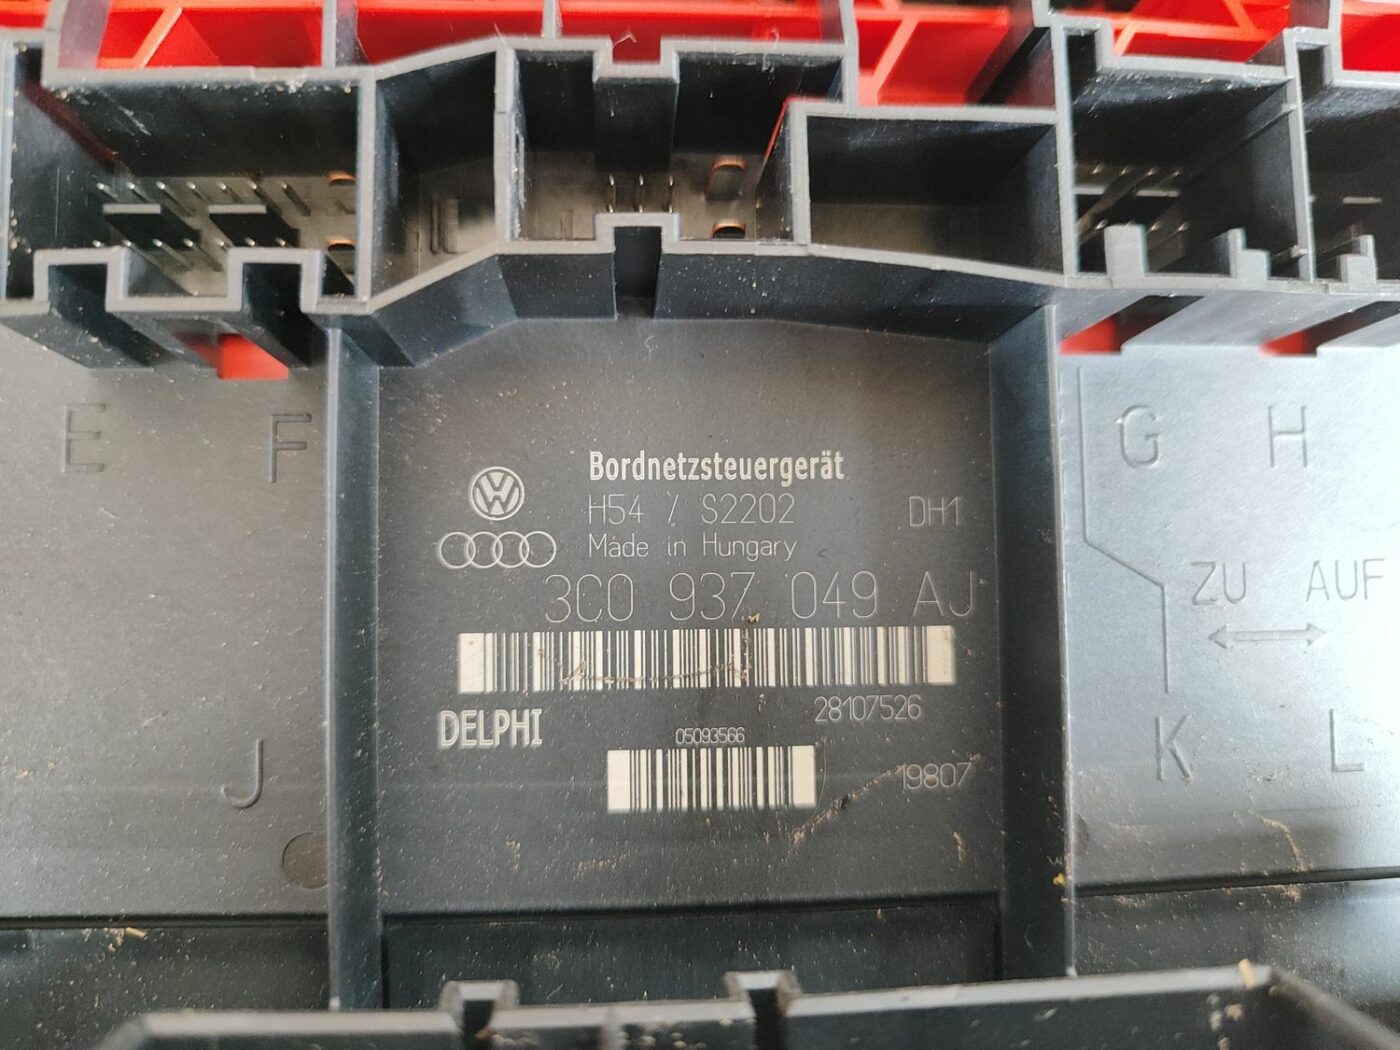 E
F
G
H
Bordnetzsteuergerät
H54 / S2202
DH1
Made in Hungary
3C0 937 049 AJ
ZU AUF
DELPHI
28107526
05093566
19807
J
K
L